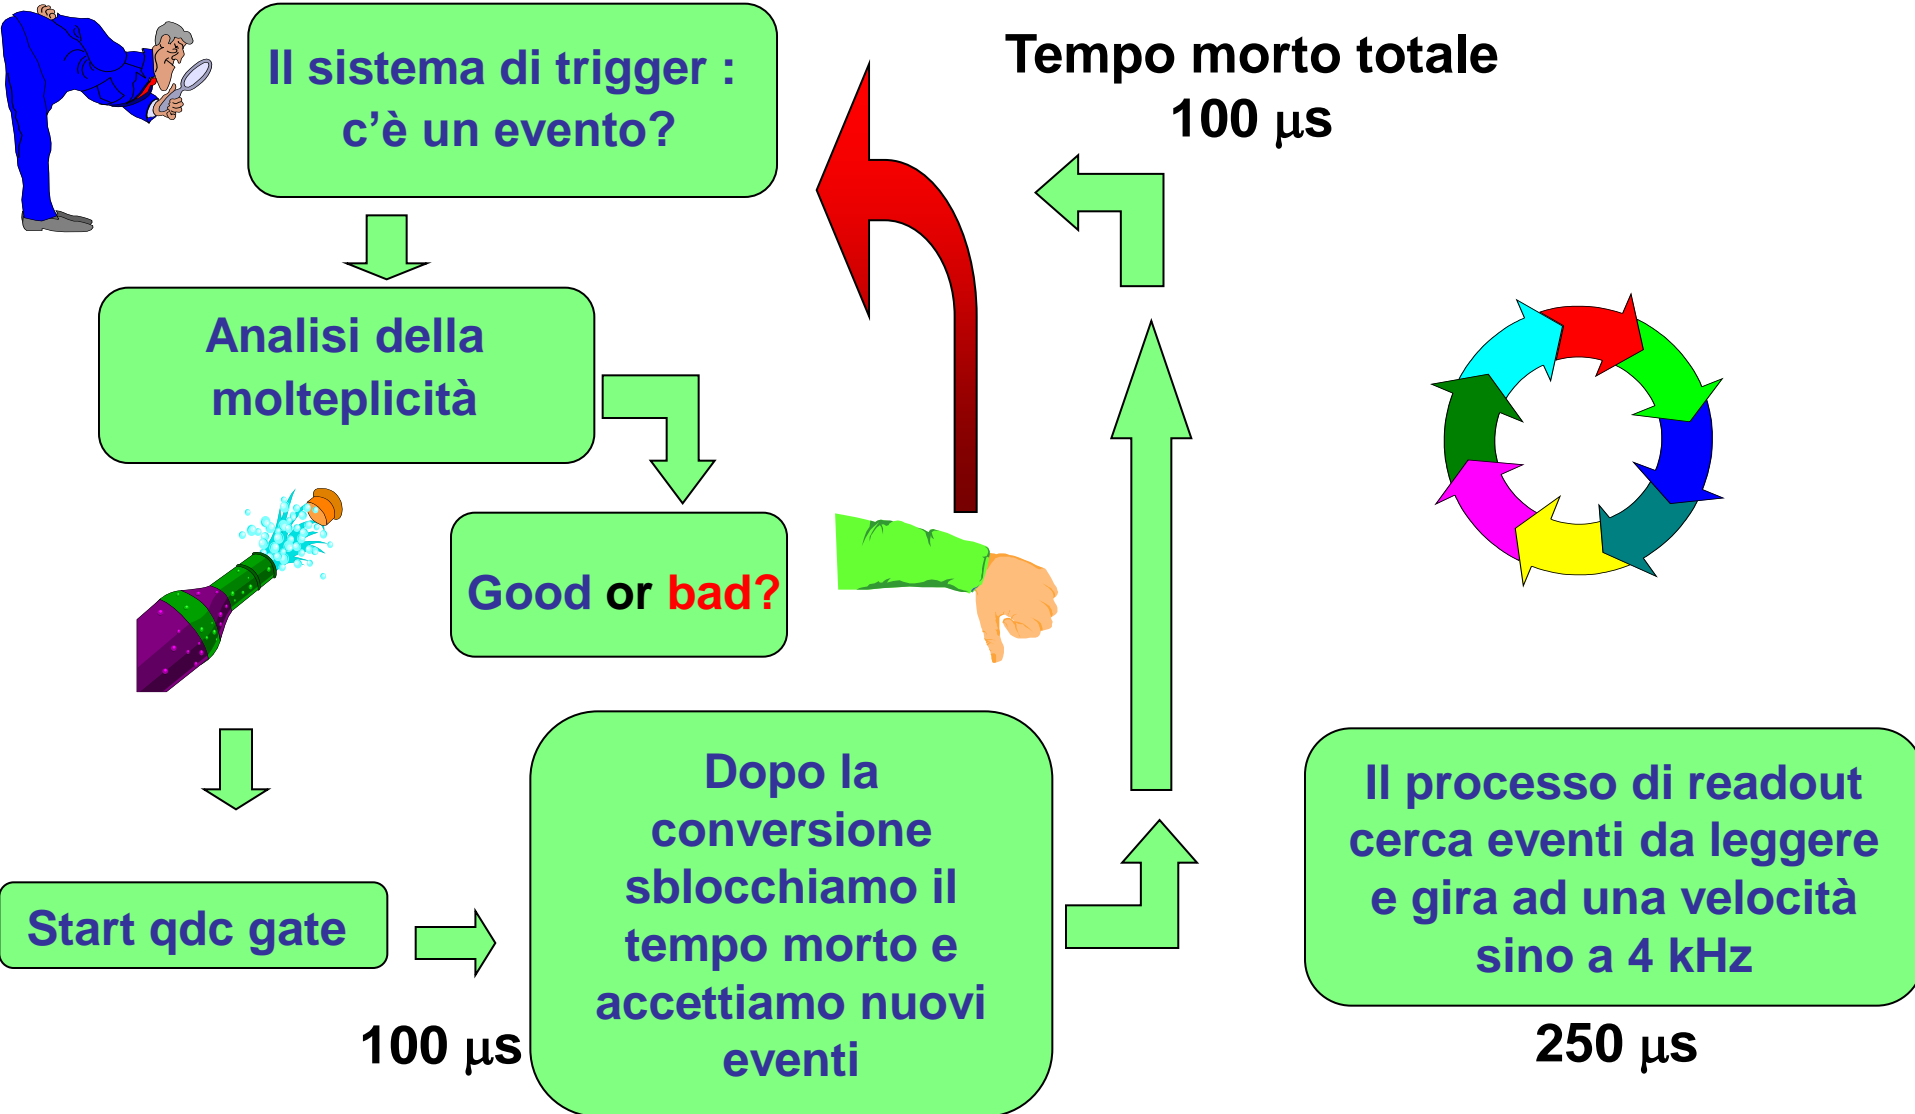 Il sistema di trigger :
c'è un evento?
Tempo morto totale
100 μs
Analisi della
molteplicità
Good or bad?
Start qdc gate
100 μs
Dopo la
conversione
sblocchiamo il
tempo morto e
accettiamo nuovi
eventi
Il processo di readout
cerca eventi da leggere
e gira ad una velocità
sino a 4 kHz
250 μs